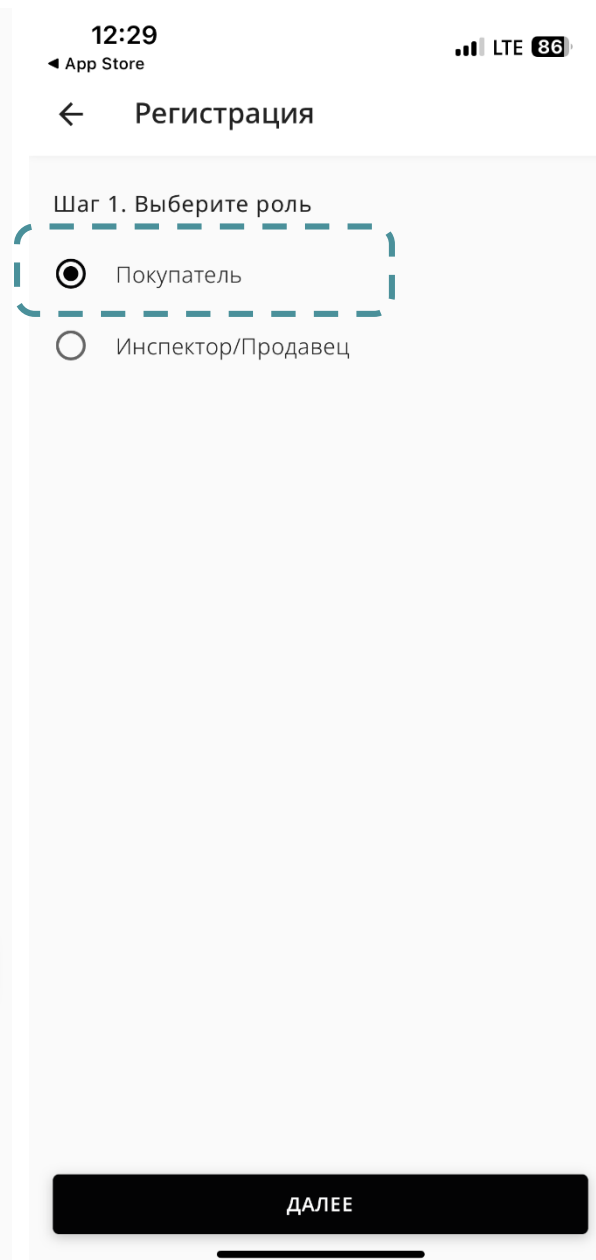 12:29
LTE 86
◀ App Store
← Регистрация
Шаг 1. Выберите роль
Покупатель
Инспектор/Продавец
ДАЛЕЕ